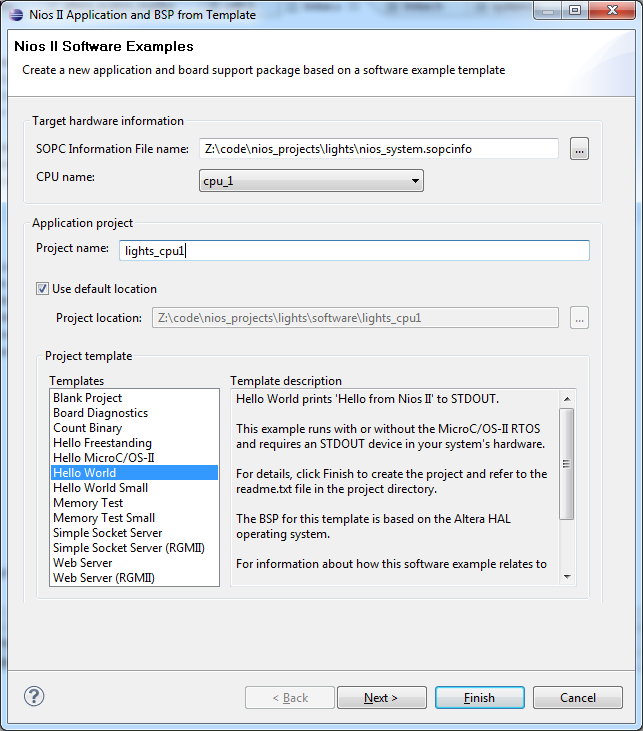 Nios II Application and BSP from Template
Nios II Software Examples
Create a new application and board support package based on a software example template
Target hardware information
SOPC Information File name: Z:\code\nios_projects\lights\nios_system.sopcinfo ...
CPU name: cpu_1
Application project
Project name: lights_cpu1
Use default location
Project location: Z:\code\nios_projects\lights\software\lights_cpu1 ...
Project template
Templates
Blank Project
Board Diagnostics
Count Binary
Hello Freestanding
Hello MicroC/OS-II
Hello World
Hello World Small
Memory Test
Memory Test Small
Simple Socket Server
Simple Socket Server (RGMII)
Web Server
Web Server (RGMII)
Template description
Hello World prints 'Hello from Nios II' to STDOUT.
This example runs with or without the MicroC/OS-II RTOS
and requires an STDOUT device in your system's hardware.
For details, click Finish to create the project and refer to the
readme.txt file in the project directory.
The BSP for this template is based on the Altera HAL
operating system.
For information about how this software example relates to
?
< Back
Next >
Finish
Cancel